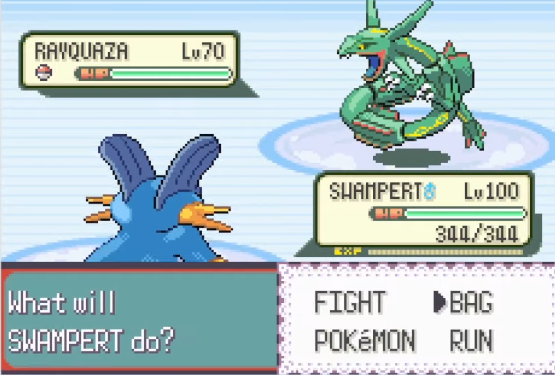 RAYQUAZA Lv70
HP
SWAMPERT♂ Lv100
HP
344/344
EXP
What will
SWAMPERT do?
FIGHT ▶BAG
POKéMON RUN